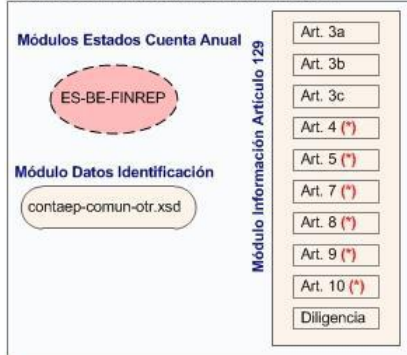 Módulos Estados Cuenta Anual
ES-BE-FINREP
Módulo Datos Identificación
contaep-comun-otr.xsd
Módulo Información Artículo 129
Art. 3a
Art. 3b
Art. 3c
Art. 4 (*)
Art. 5 (*)
Art. 7 (*)
Art. 8 (*)
Art. 9 (*)
Art. 10 (*)
Diligencia